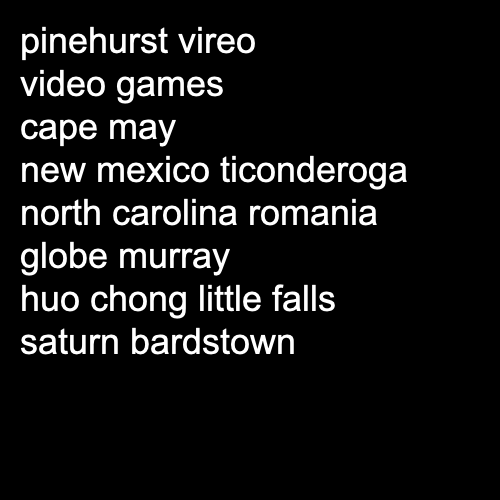 pinehurst vireo
video games
cape may
new mexico ticonderoga
north carolina romania
globe murray
huo chong little falls
saturn bardstown